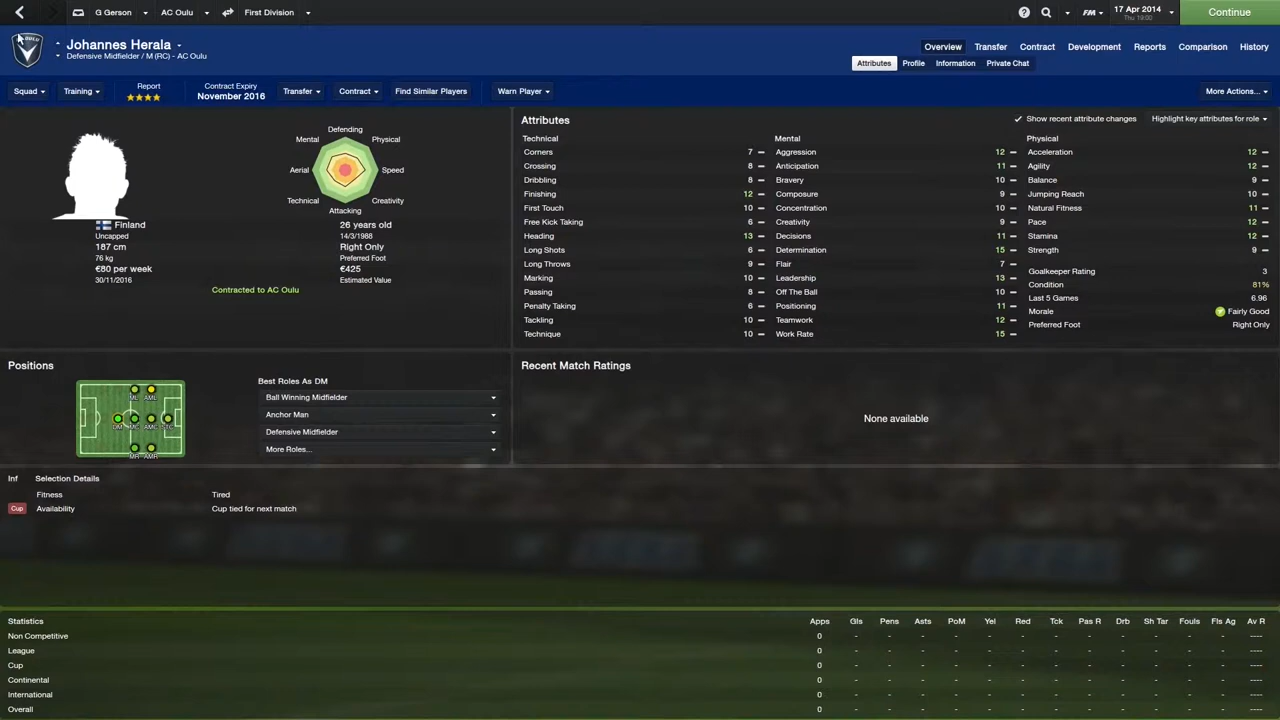 G Gerson AC Oulu First Division FM 17 Apr 2014 Continue
Thu 19:00
Johannes Herala
Defensive Midfielder / M (RC) - AC Oulu
Overview Transfer Contract Development Reports Comparison History
Attributes Profile Information Private Chat
Squad Training Report Contract Expiry November 2016 Transfer Contract Find Similar Players Warn Player More Actions...
Defending
Mental Physical
Aerial Speed
Technical Creativity
Attacking
Finland
Uncapped
187 cm
76 kg
€80 per week
30/11/2016
26 years old
14/3/1988
Right Only
Preferred Foot
€425
Estimated Value
Contracted to AC Oulu
Attributes Show recent attribute changes Highlight key attributes for role
Technical Mental Physical
Corners 7 Aggression 12 Acceleration 12
Crossing 8 Anticipation 11 Agility 12
Dribbling 8 Bravery 10 Balance 9
Finishing 12 Composure 9 Jumping Reach 10
First Touch 10 Concentration 10 Natural Fitness 11
Free Kick Taking 6 Creativity 9 Pace 12
Heading 13 Decisions 11 Stamina 12
Long Shots 6 Determination 15 Strength 9
Long Throws 9 Flair 7
Marking 10 Leadership 13 Goalkeeper Rating 3
Passing 8 Off The Ball 10 Condition 81%
Penalty Taking 6 Positioning 11 Last 5 Games 6.96
Tackling 10 Teamwork 12 Morale Fairly Good
Technique 10 Work Rate 15 Preferred Foot Right Only
Positions
ML AML
DM MC AMC STC
MR AMR
Best Roles As DM
Ball Winning Midfielder
Anchor Man
Defensive Midfielder
More Roles...
Recent Match Ratings
None available
Inf Selection Details
Fitness Tired
Cup Availability Cup tied for next match
Statistics Apps Gls Pens Asts PoM Yel Red Tck Pas R Drb Sh Tar Fouls Fls Ag Av R
Non Competitive 0 - - - - - - - - - - - - ----
League 0 - - - - - - - - - - - - ----
Cup 0 - - - - - - - - - - - - ----
Continental 0 - - - - - - - - - - - - ----
International 0 - - - - - - - - - - - - ----
Overall 0 - - - - - - - - - - - - ----